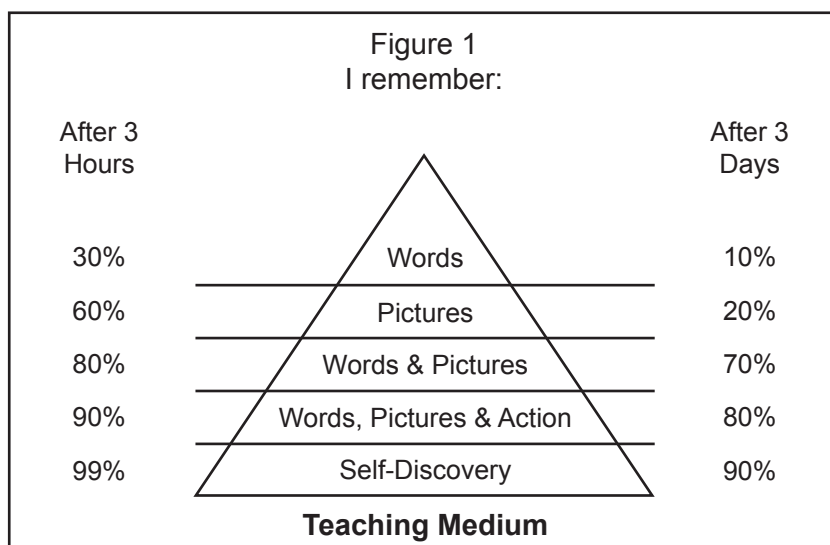 Figure 1
I remember:
After 3
Hours
After 3
Days
30% Words 10%
60% Pictures 20%
80% Words & Pictures 70%
90% Words, Pictures & Action 80%
99% Self-Discovery 90%
Teaching Medium